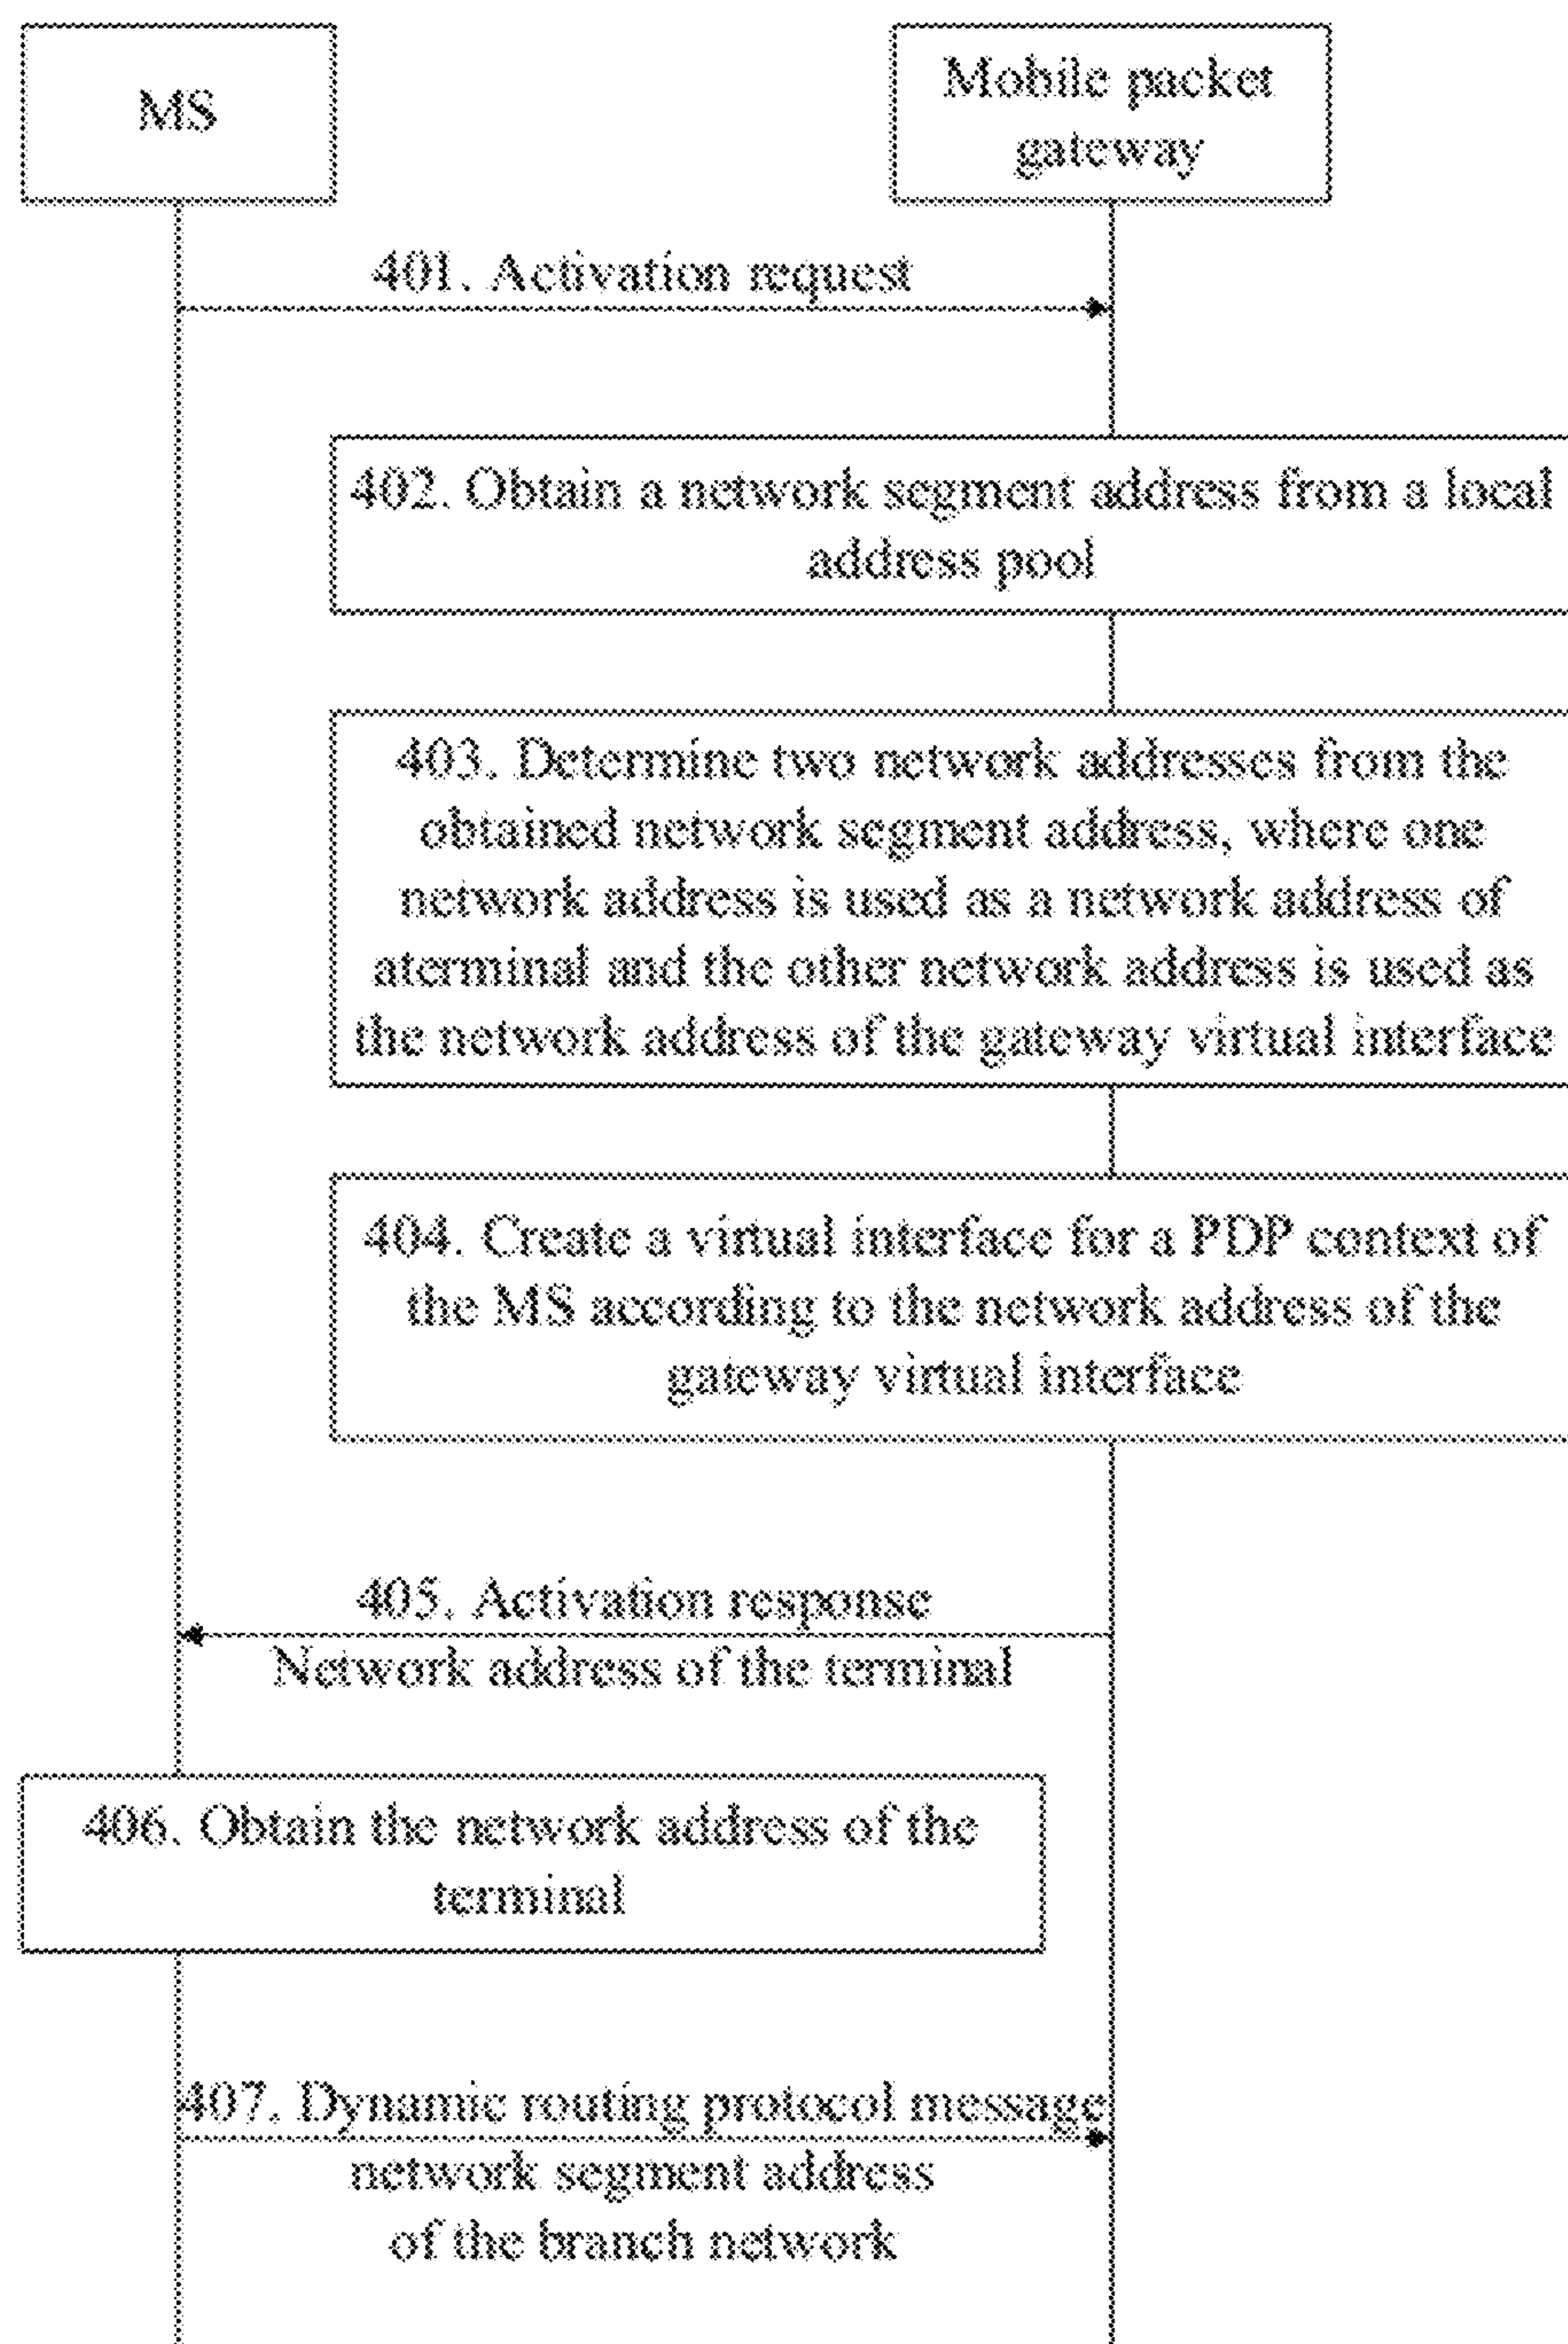 MS
Mobile packet
gateway
401. Activation request
402. Obtain a network segment address from a local
address pool
403. Determine two network addresses from the
obtained network segment address, where one
network address is used as a network address of
aterminal and the other network address is used as
the network address of the gateway virtual interface
404. Create a virtual interface for a PDP context of
the MS according to the network address of the
gateway virtual interface
405. Activation response
Network address of the terminal
406. Obtain the network address of the
terminal
407. Dynamic routing protocol message
network segment address
of the branch network